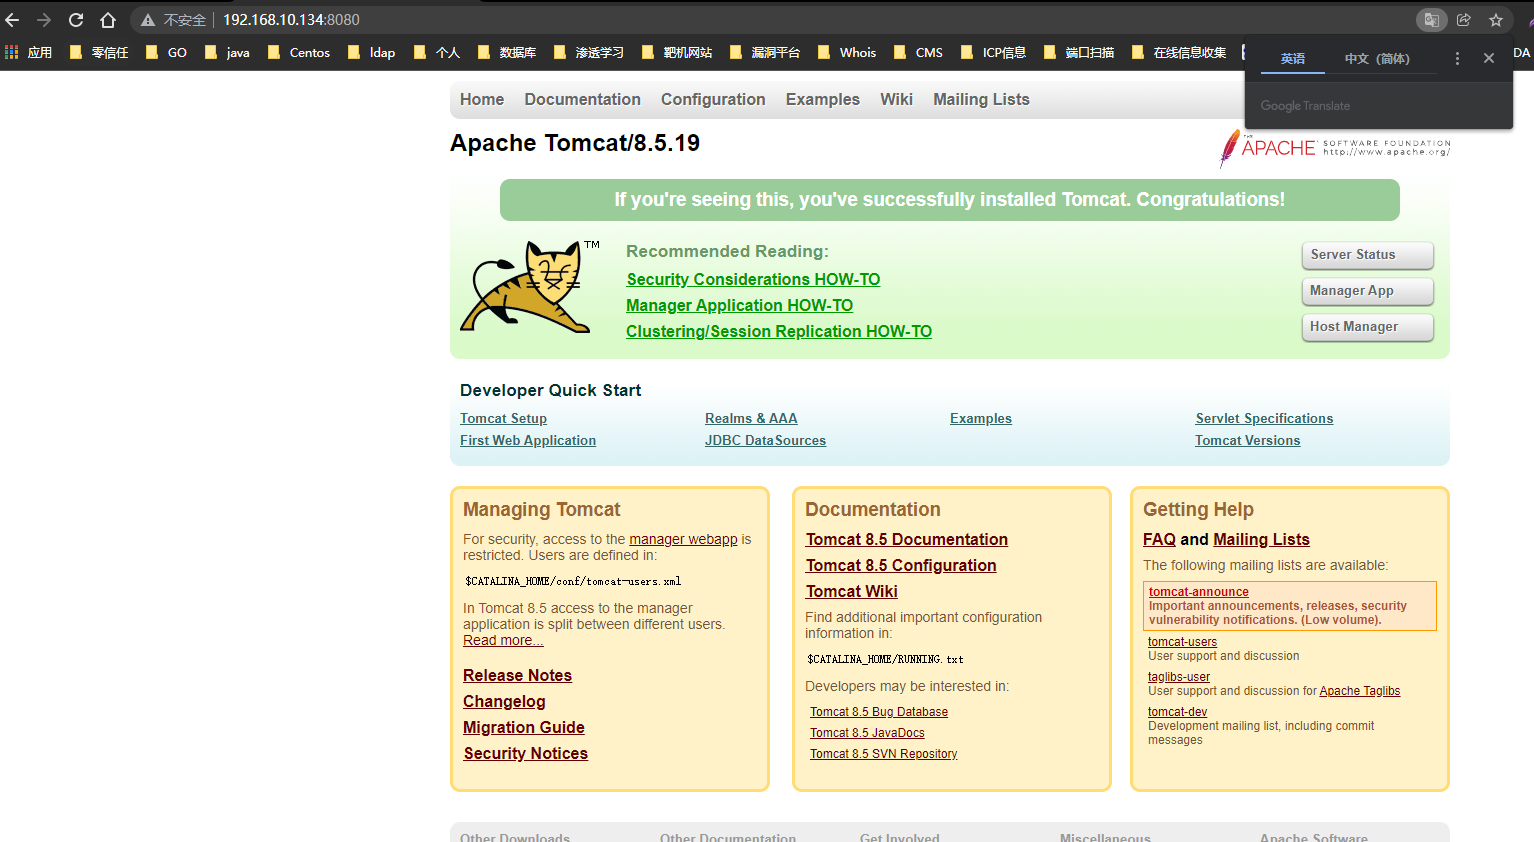 不安全 192.168.10.134:8080
应用 零信任 GO java Centos ldap 个人 数据库 渗透学习 靶机网站 漏洞平台 Whois CMS ICP信息 端口扫描 在线信息收集 DA
英语 中文（简体）
Google Translate
Home Documentation Configuration Examples Wiki Mailing Lists
Apache Tomcat/8.5.19
THE
APACHE SOFTWARE FOUNDATION
http://www.apache.org/
If you're seeing this, you've successfully installed Tomcat. Congratulations!
TM
Recommended Reading:
Security Considerations HOW-TO
Manager Application HOW-TO
Clustering/Session Replication HOW-TO
Server Status
Manager App
Host Manager
Developer Quick Start
Tomcat Setup
First Web Application
Realms & AAA
JDBC DataSources
Examples
Servlet Specifications
Tomcat Versions
Managing Tomcat
For security, access to the manager webapp is
restricted. Users are defined in:
$CATALINA_HOME/conf/tomcat-users.xml
In Tomcat 8.5 access to the manager
application is split between different users.
Read more...
Release Notes
Changelog
Migration Guide
Security Notices
Documentation
Tomcat 8.5 Documentation
Tomcat 8.5 Configuration
Tomcat Wiki
Find additional important configuration
information in:
$CATALINA_HOME/RUNNING.txt
Developers may be interested in:
Tomcat 8.5 Bug Database
Tomcat 8.5 JavaDocs
Tomcat 8.5 SVN Repository
Getting Help
FAQ and Mailing Lists
The following mailing lists are available:
tomcat-announce
Important announcements, releases, security
vulnerability notifications. (Low volume).
tomcat-users
User support and discussion
taglibs-user
User support and discussion for Apache Taglibs
tomcat-dev
Development mailing list, including commit
messages
Other Downloads Other Documentation Get Involved Miscellaneous Apache Software